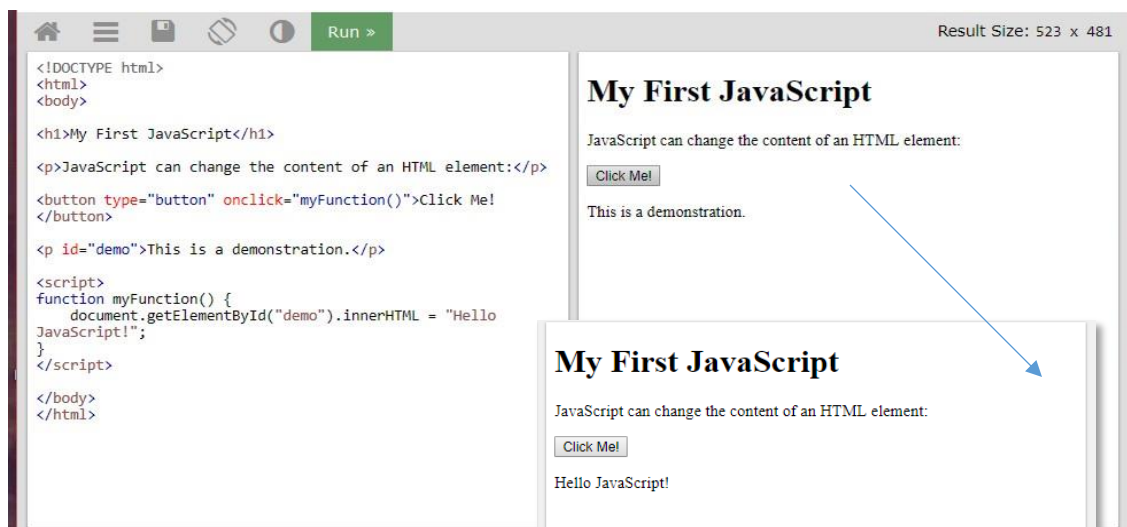 Run »
Result Size: 523 x 481
<!DOCTYPE html>
<html>
<body>
<h1>My First JavaScript</h1>
<p>JavaScript can change the content of an HTML element:</p>
<button type="button" onclick="myFunction()">Click Me!
</button>
<p id="demo">This is a demonstration.</p>
<script>
function myFunction() {
    document.getElementById("demo").innerHTML = "Hello
JavaScript!";
}
</script>
</body>
</html>
My First JavaScript
JavaScript can change the content of an HTML element:
Click Me!
This is a demonstration.
My First JavaScript
JavaScript can change the content of an HTML element:
Click Me!
Hello JavaScript!